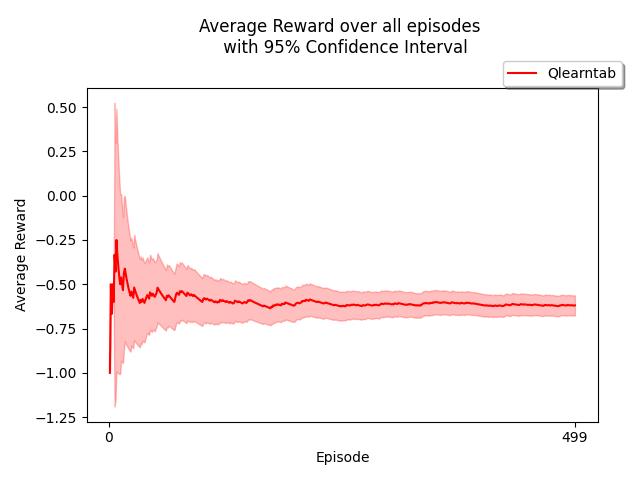 Average Reward over all episodes
with 95% Confidence Interval
Qlearntab
Average Reward
0.50
0.25
0.00
−0.25
−0.50
−0.75
−1.00
−1.25
0
499
Episode